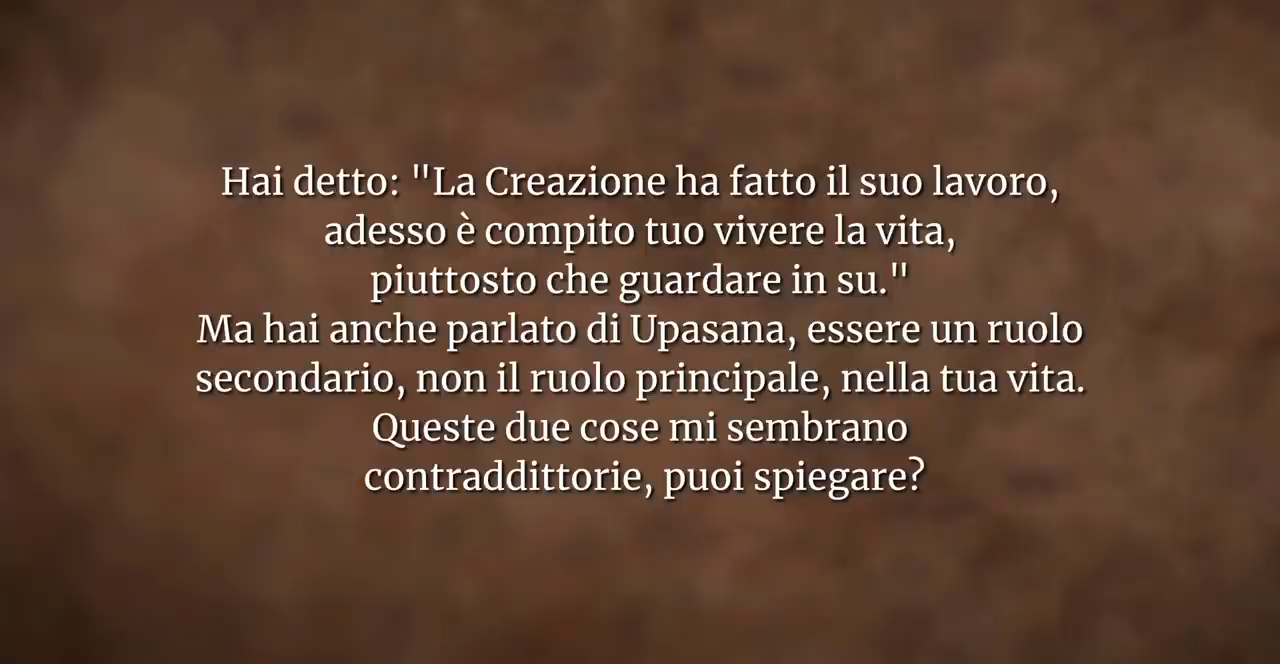 Hai detto: "La Creazione ha fatto il suo lavoro,
adesso è compito tuo vivere la vita,
piuttosto che guardare in su."
Ma hai anche parlato di Upasana, essere un ruolo
secondario, non il ruolo principale, nella tua vita.
Queste due cose mi sembrano
contraddittorie, puoi spiegare?